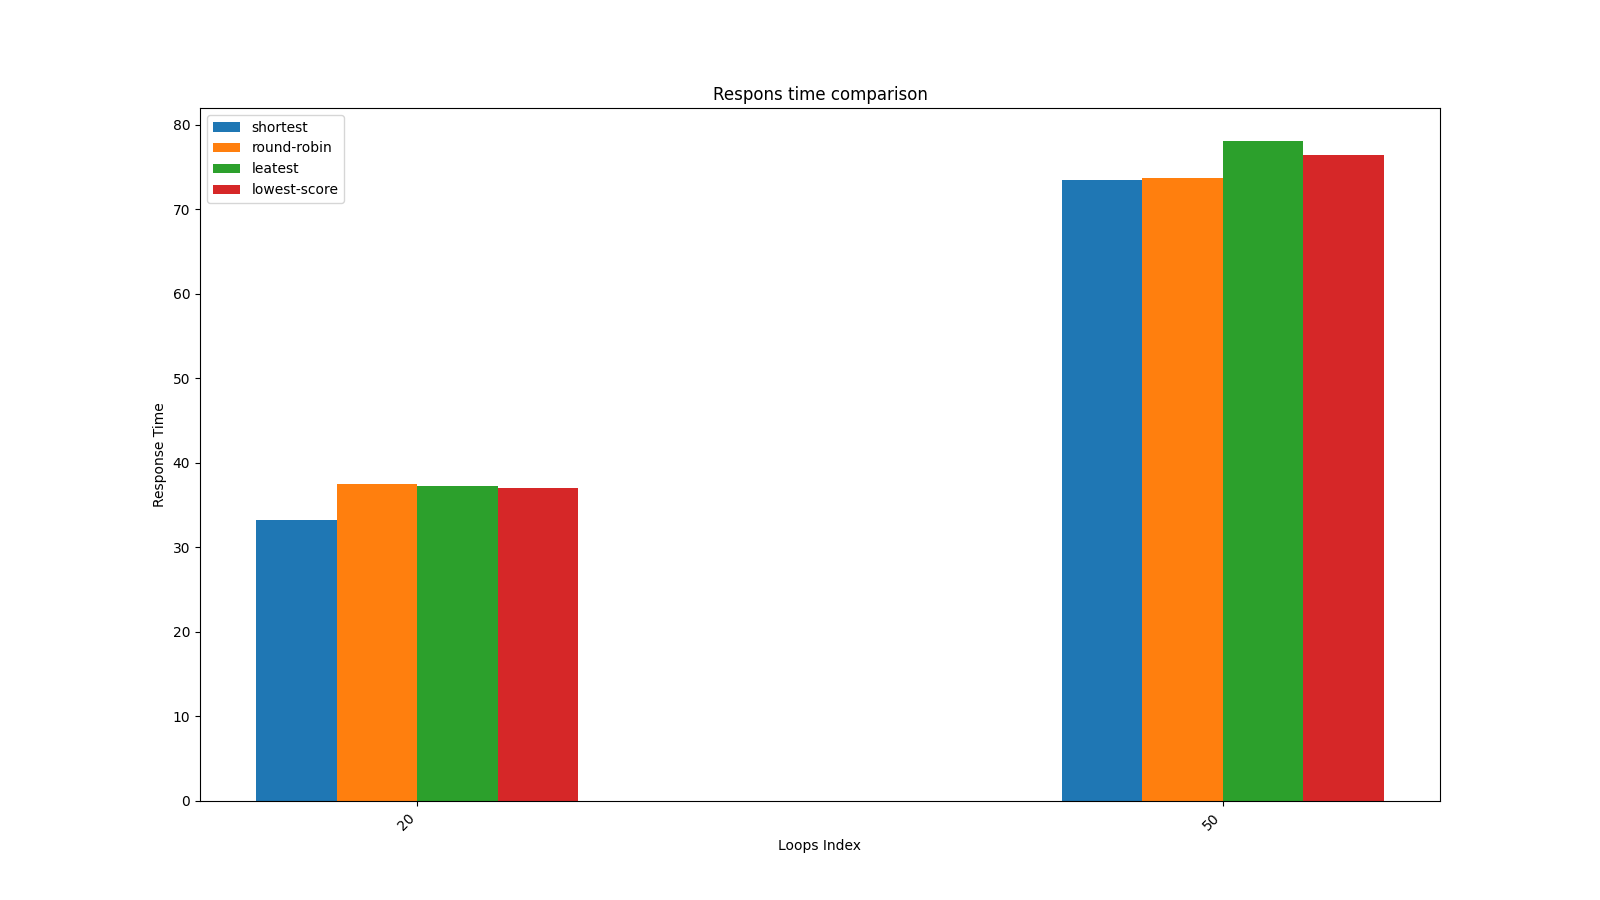 Respons time comparison
shortest
round-robin
leatest
lowest-score
80
70
60
50
40
30
20
10
0
Response Time
20
50
Loops Index